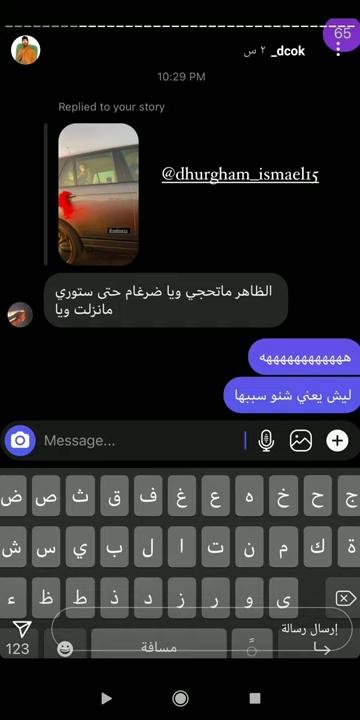 65
_dcok ٢ س
10:29 PM
Replied to your story
@dhurgham_ismael15
الظاهر ماتحجي ويا ضرغام حتى ستوري
مانزلت ويا
ههههههههههههه
ليش يعني شنو سببها
Message...
ض ص ث ق ف غ ع ه خ ح ج
ش س ي ب ل ا ت ن م ك ة
ء ظ ط ذ د ز ر و ى
إرسال رسالة
123
مسافة